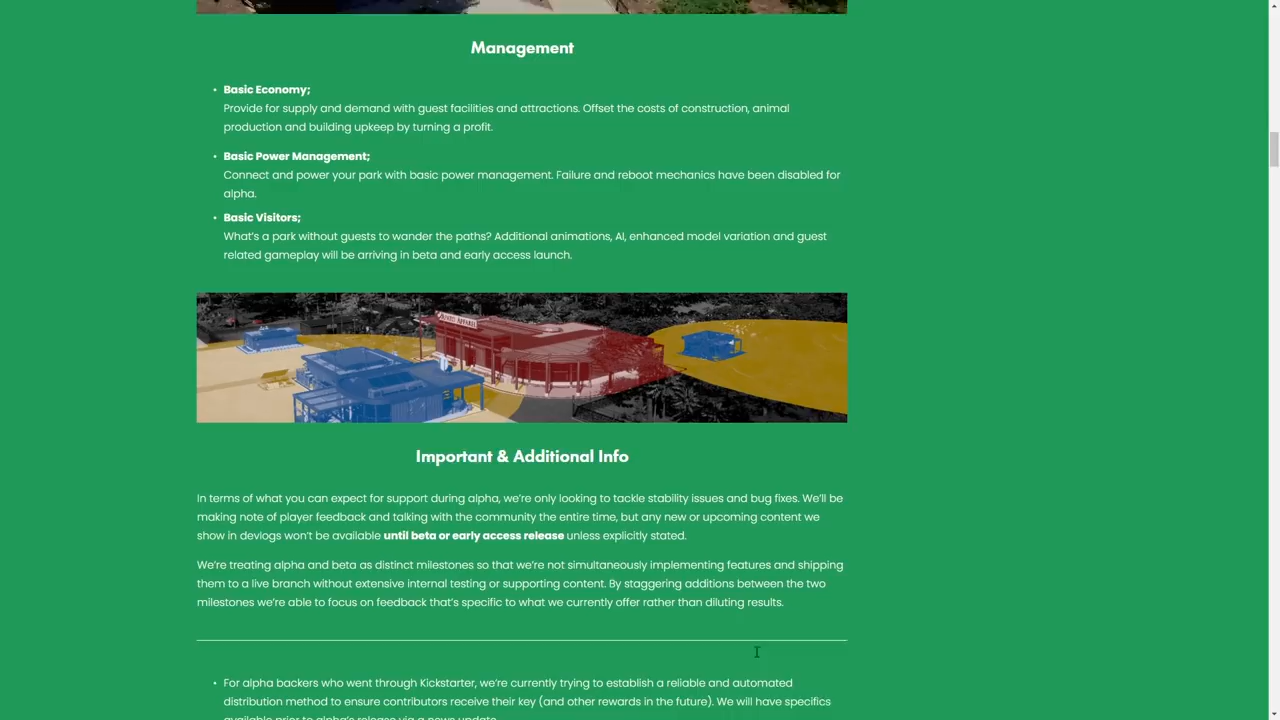 Management
• Basic Economy;
Provide for supply and demand with guest facilities and attractions. Offset the costs of construction, animal
production and building upkeep by turning a profit.
• Basic Power Management;
Connect and power your park with basic power management. Failure and reboot mechanics have been disabled for
alpha.
• Basic Visitors;
What's a park without guests to wander the paths? Additional animations, AI, enhanced model variation and guest
related gameplay will be arriving in beta and early access launch.
Important & Additional Info
In terms of what you can expect for support during alpha, we're only looking to tackle stability issues and bug fixes. We'll be
making note of player feedback and talking with the community the entire time, but any new or upcoming content we
show in devlogs won't be available until beta or early access release unless explicitly stated.
We're treating alpha and beta as distinct milestones so that we're not simultaneously implementing features and shipping
them to a live branch without extensive internal testing or supporting content. By staggering additions between the two
milestones we're able to focus on feedback that's specific to what we currently offer rather than diluting results.
• For alpha backers who went through Kickstarter, we're currently trying to establish a reliable and automated
distribution method to ensure contributors receive their key (and other rewards in the future). We will have specifics
available prior to alpha's release via a news update.